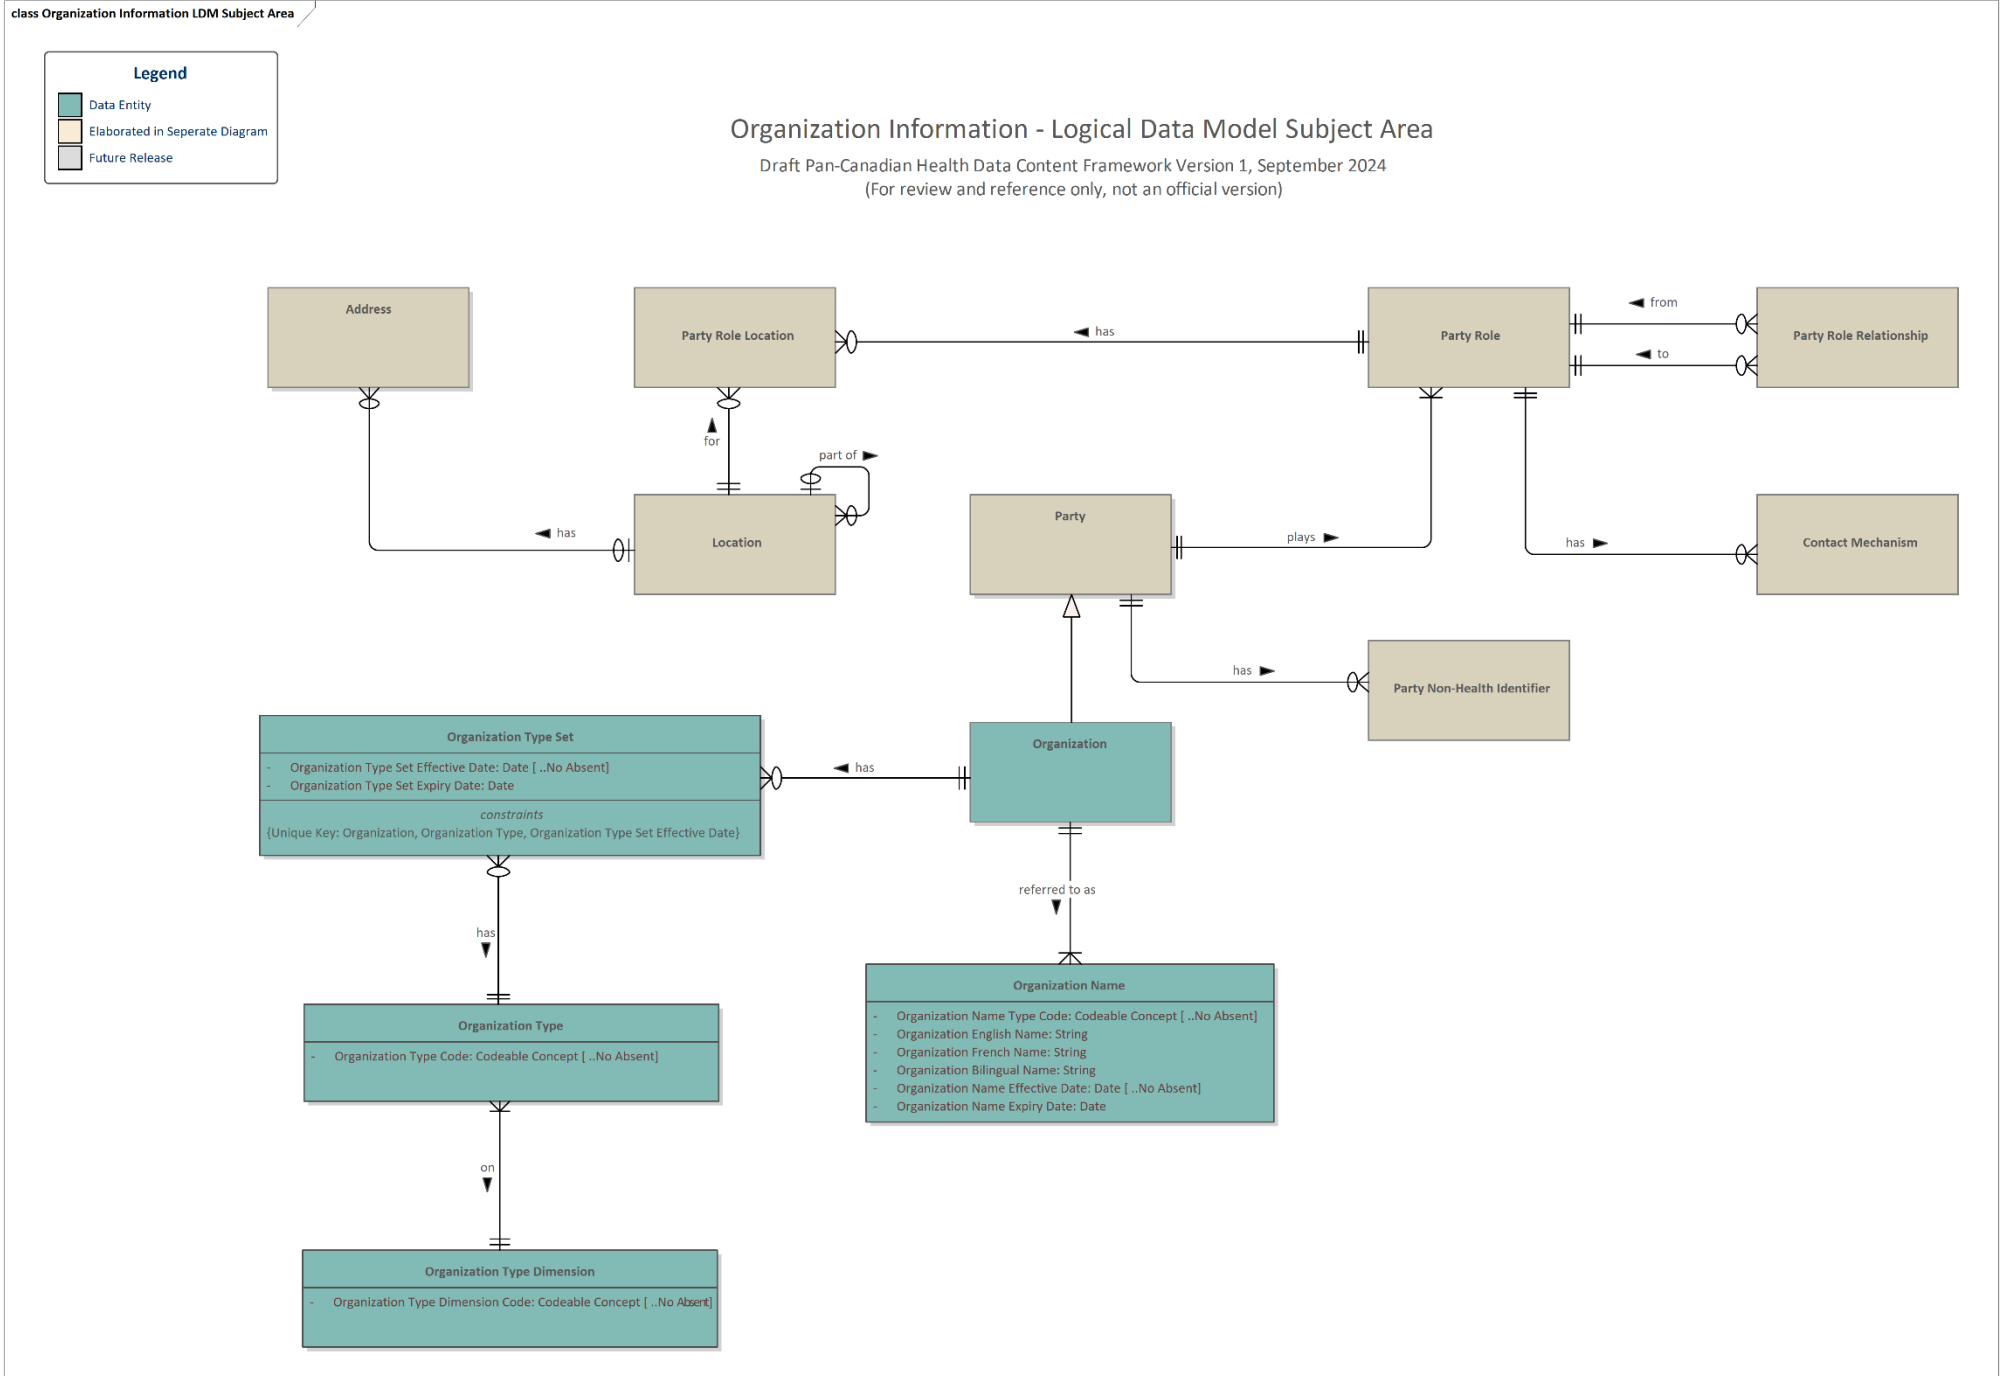 class Organization Information LDM Subject Area
Legend
Data Entity
Elaborated in Seperate Diagram
Future Release
Organization Information - Logical Data Model Subject Area
Draft Pan-Canadian Health Data Content Framework Version 1, September 2024
(For review and reference only, not an official version)
Address
Party Role Location
has
Party Role
from
to
Party Role Relationship
for
part of
has
Location
Party
plays
has
Contact Mechanism
has
Party Non-Health Identifier
Organization Type Set
- Organization Type Set Effective Date: Date [ ..No Absent]
- Organization Type Set Expiry Date: Date
constraints
{Unique Key: Organization, Organization Type, Organization Type Set Effective Date}
has
Organization
referred to as
has
Organization Name
- Organization Name Type Code: Codeable Concept [ ..No Absent]
- Organization English Name: String
- Organization French Name: String
- Organization Bilingual Name: String
- Organization Name Effective Date: Date [ ..No Absent]
- Organization Name Expiry Date: Date
Organization Type
- Organization Type Code: Codeable Concept [ ..No Absent]
on
Organization Type Dimension
- Organization Type Dimension Code: Codeable Concept [ ..No Absent]